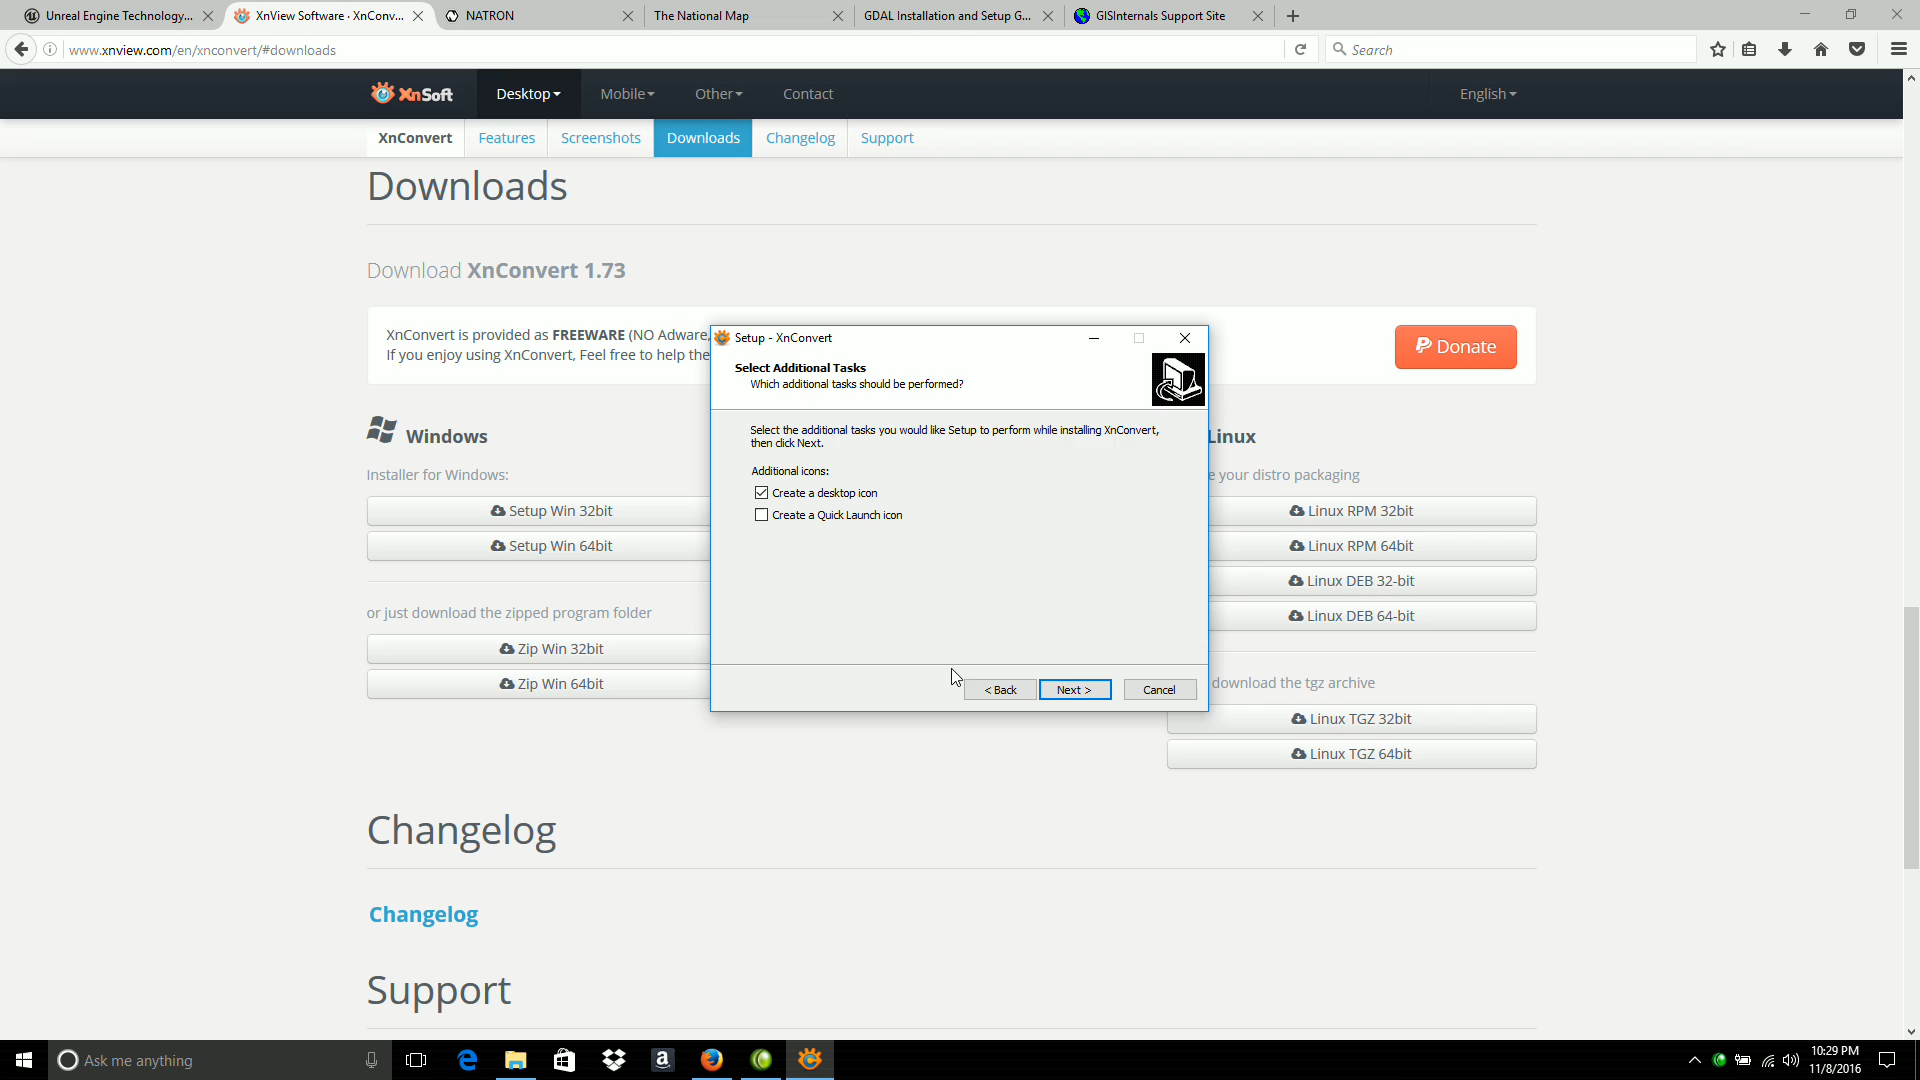 Unreal Engine Technology...
XnView Software · XnConv...
NATRON
The National Map
GDAL Installation and Setup G...
GISInternals Support Site
www.xnview.com/en/xnconvert/#downloads
Search
XnSoft
Desktop
Mobile
Other
Contact
English
XnConvert
Features
Screenshots
Downloads
Changelog
Support
Downloads
Download XnConvert 1.73
XnConvert is provided as FREEWARE (NO Adware,
If you enjoy using XnConvert, Feel free to help the
Donate
Windows
Installer for Windows:
Setup Win 32bit
Setup Win 64bit
or just download the zipped program folder
Zip Win 32bit
Zip Win 64bit
Setup - XnConvert
Select Additional Tasks
Which additional tasks should be performed?
Select the additional tasks you would like Setup to perform while installing XnConvert,
then click Next.
Additional icons:
Create a desktop icon
Create a Quick Launch icon
< Back
Next >
Cancel
Linux
e your distro packaging
Linux RPM 32bit
Linux RPM 64bit
Linux DEB 32-bit
Linux DEB 64-bit
download the tgz archive
Linux TGZ 32bit
Linux TGZ 64bit
Changelog
Changelog
Support
Ask me anything
10:29 PM
11/8/2016